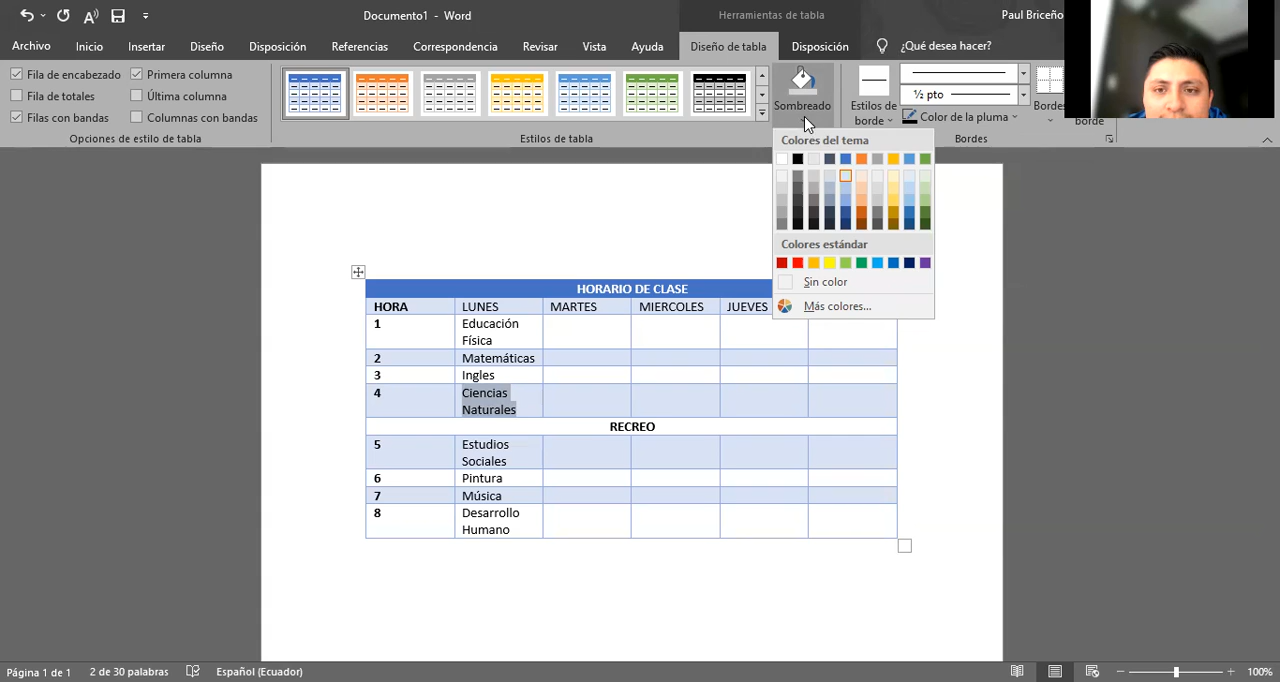 Documento1 - Word
Herramientas de tabla
Paul Briceño
Archivo Inicio Insertar Diseño Disposición Referencias Correspondencia Revisar Vista Ayuda Diseño de tabla Disposición ¿Qué desea hacer?
Fila de encabezado Primera columna
Fila de totales Última columna
Filas con bandas Columnas con bandas
Opciones de estilo de tabla
Estilos de tabla
Sombreado
Estilos de
borde
½ pto
Color de la pluma
Bordes
borde
Bordes
Colores del tema
Colores estándar
Sin color
Más colores...
HORARIO DE CLASE
HORA LUNES MARTES MIERCOLES JUEVES
1 Educación
Física
2 Matemáticas
3 Ingles
4 Ciencias
Naturales
RECREO
5 Estudios
Sociales
6 Pintura
7 Música
8 Desarrollo
Humano
Página 1 de 1 2 de 30 palabras Español (Ecuador) 100%